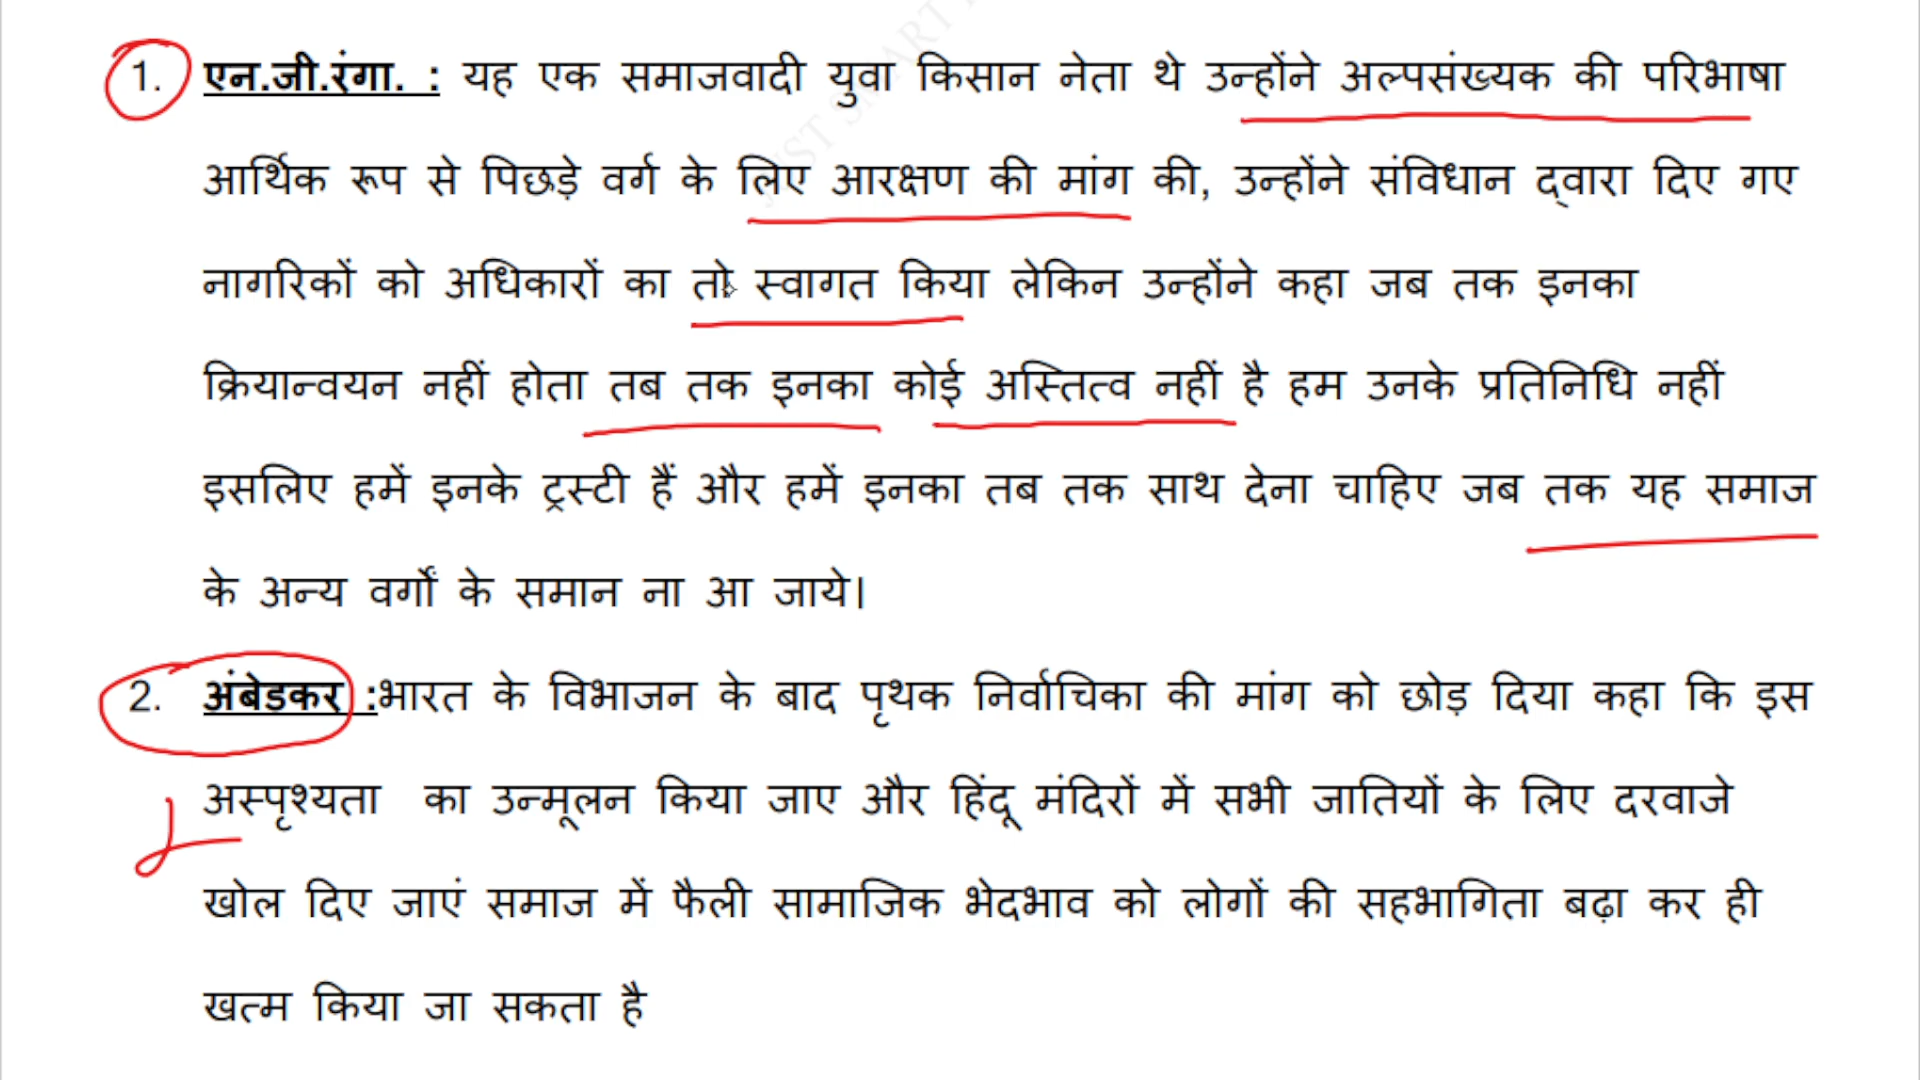 1. एन.जी.रंगा. : यह एक समाजवादी युवा किसान नेता थे उन्होंने अल्पसंख्यक की परिभाषा
आर्थिक रूप से पिछड़े वर्ग के लिए आरक्षण की मांग की, उन्होंने संविधान द्वारा दिए गए
नागरिकों को अधिकारों का तो स्वागत किया लेकिन उन्होंने कहा जब तक इनका
क्रियान्वयन नहीं होता तब तक इनका कोई अस्तित्व नहीं है हम उनके प्रतिनिधि नहीं
इसलिए हमें इनके ट्रस्टी हैं और हमें इनका तब तक साथ देना चाहिए जब तक यह समाज
के अन्य वर्गों के समान ना आ जाये।
2. अंबेडकर :भारत के विभाजन के बाद पृथक निर्वाचिका की मांग को छोड़ दिया कहा कि इस
अस्पृश्यता का उन्मूलन किया जाए और हिंदू मंदिरों में सभी जातियों के लिए दरवाजे
खोल दिए जाएं समाज में फैली सामाजिक भेदभाव को लोगों की सहभागिता बढ़ा कर ही
खत्म किया जा सकता है